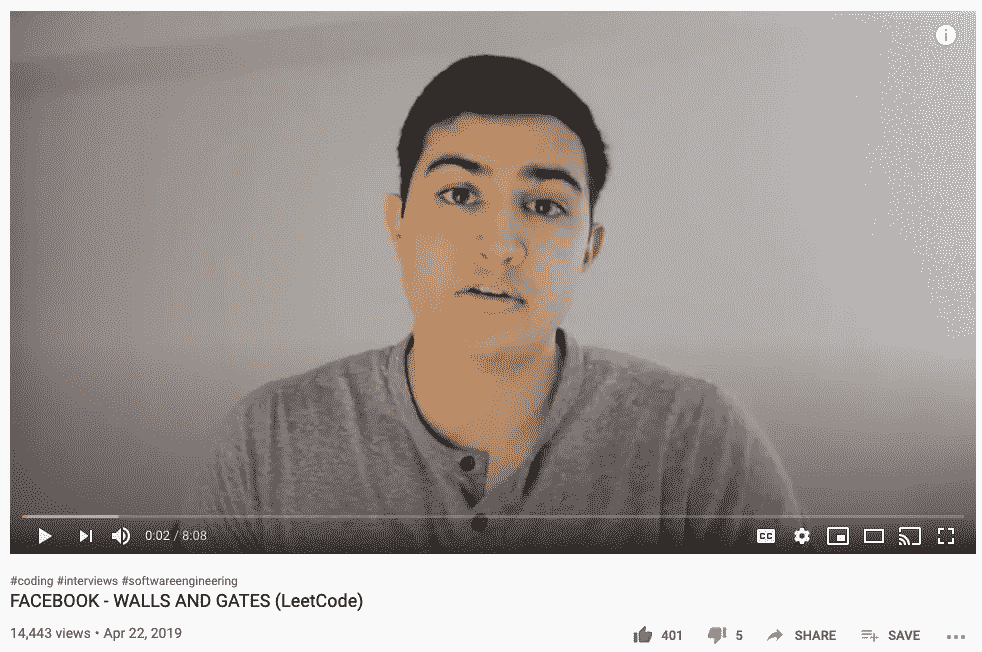 i
0:02 / 8:08
CC
#coding #interviews #softwareengineering
FACEBOOK - WALLS AND GATES (LeetCode)
14,443 views • Apr 22, 2019
401 5 SHARE SAVE